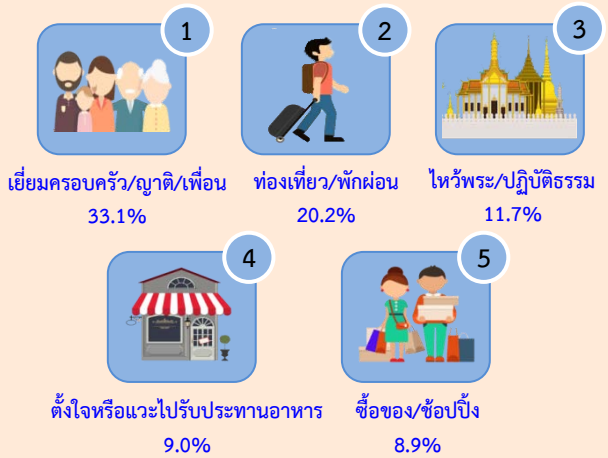 1
2
3
เยี่ยมครอบครัว/ญาติ/เพื่อน
33.1%
ท่องเที่ยว/พักผ่อน
20.2%
ไหว้พระ/ปฏิบัติธรรม
11.7%
4
5
ตั้งใจหรือแวะไปรับประทานอาหาร
9.0%
ซื้อของ/ช้อปปิ้ง
8.9%